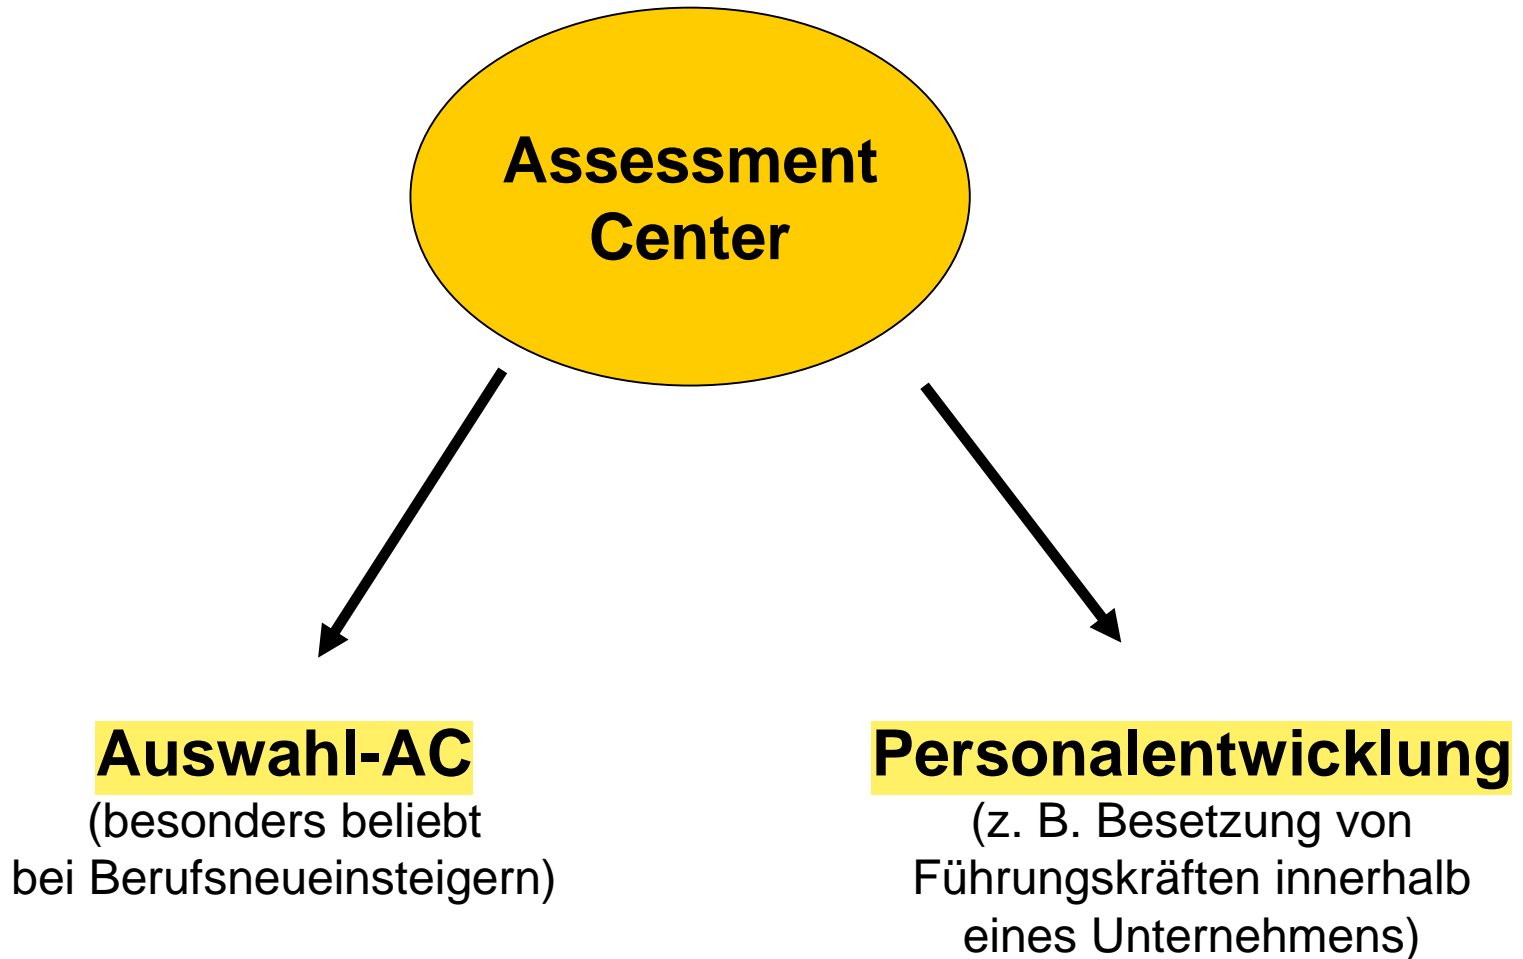 Assessment
Center
Auswahl-AC
(besonders beliebt
bei Berufsneueinsteigern)
Personalentwicklung
(z. B. Besetzung von
Führungskräften innerhalb
eines Unternehmens)